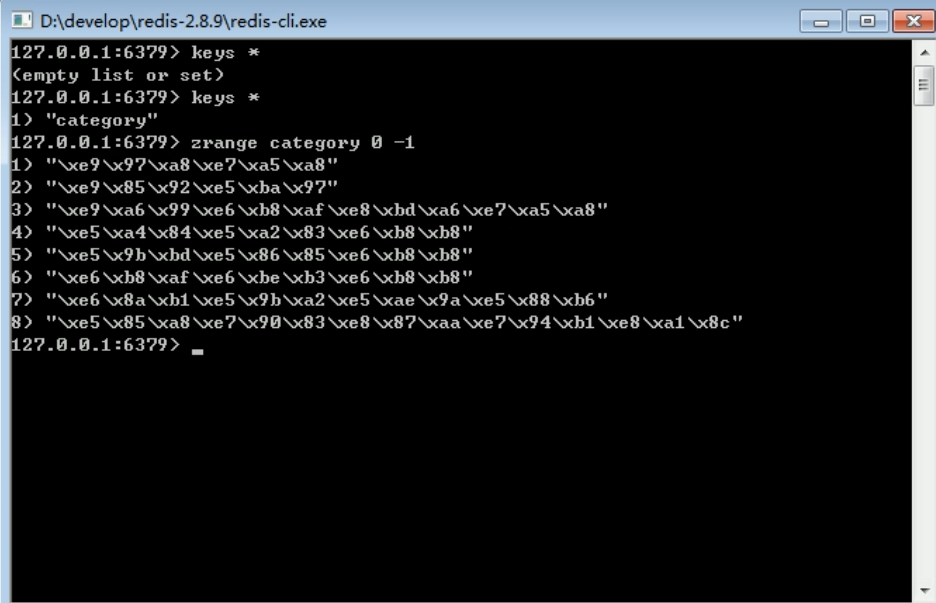 D:\develop\redis-2.8.9\redis-cli.exe
127.0.0.1:6379> keys *
(empty list or set)
127.0.0.1:6379> keys *
1) "category"
127.0.0.1:6379> zrange category 0 -1
1) "\xe9\x97\xa8\xe7\xa5\xa8"
2) "\xe9\x85\x92\xe5\xba\x97"
3) "\xe9\xa6\x99\xe6\xb8\xaf\xe8\xbd\xa6\xe7\xa5\xa8"
4) "\xe5\xa4\x84\xe5\xa2\x83\xe6\xb8\xb8"
5) "\xe5\x9b\xbd\xe5\x86\x85\xe6\xb8\xb8"
6) "\xe6\xb8\xaf\xe6\xbe\xb3\xe6\xb8\xb8"
7) "\xe6\x8a\xb1\xe5\x9b\xa2\xe5\xae\x9a\xe5\x88\xb6"
8) "\xe5\x85\xa8\xe7\x90\x83\xe8\x87\xaa\xe7\x94\xb1\xe8\xa1\x8c"
127.0.0.1:6379>